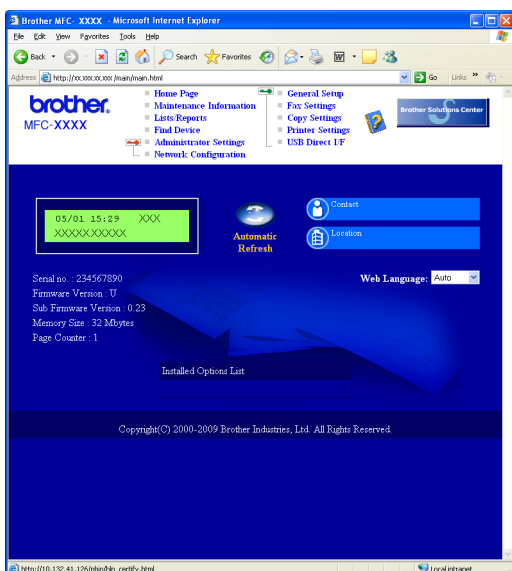 Brother MFC- XXXX - Microsoft Internet Explorer
File Edit View Favorites Tools Help
Back Search Favorites
Address http://xx.xxx.xx.xxx /main/main.html Go Links »
brother.
MFC-XXXX
Home Page
Maintenance Information
Lists/Reports
Find Device
Administrator Settings
Network Configuration
General Setup
Fax Settings
Copy Settings
Printer Settings
USB Direct I/F
Brother Solutions Center
05/01 15:29 XXX
XXXXXXXXXX
Automatic
Refresh
Contact
Location
Serial no. : 234567890
Firmware Version : U
Sub Firmware Version : 0.23
Memory Size : 32 Mbytes
Page Counter : 1
Web Language: Auto
Installed Options List
Copyright(C) 2000-2009 Brother Industries, Ltd. All Rights Reserved
Local intranet